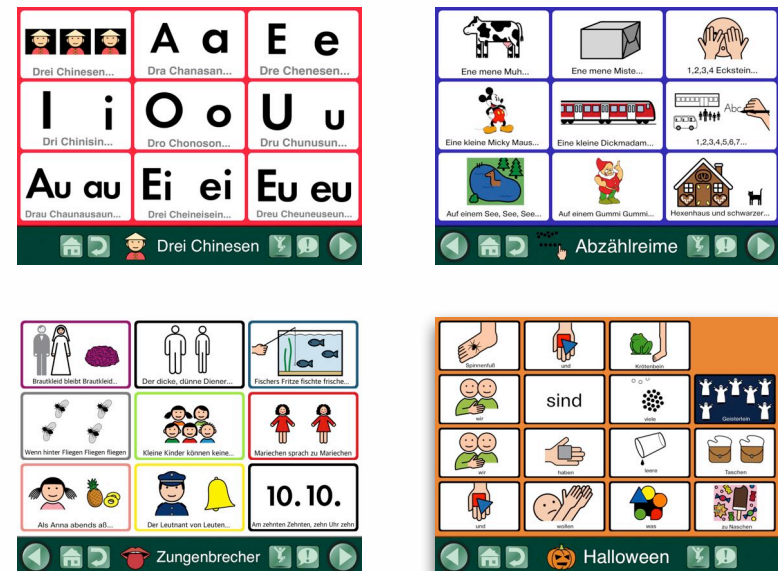 Drei Chinesen...
A a
Dra Chanasan...
E e
Dre Chenesen...
I i
Dri Chinisin...
O o
Dro Chonoson...
U u
Dru Chunusun...
Au au
Drau Chaunausaun...
Ei ei
Drei Cheineisein...
Eu eu
Dreu Cheuneuseun...
Drei Chinesen
Ene mene Muh...
Ene mene Miste...
1,2,3,4 Eckstein...
Eine kleine Micky Maus...
Eine kleine Dickmadam...
Abc
1,2,3,4,5,6,7...
Auf einem See, See, See...
Auf einem Gummi Gummi...
Hexenhaus und schwarzer...
Abzählreime
Brautkleid bleibt Brautkleid...
Der dicke, dünne Diener...
Fischers Fritze fischte frische...
Wenn hinter Fliegen Fliegen fliegen
Kleine Kinder können keine...
Mariechen sprach zu Mariechen
Als Anna abends aß...
Der Leutnant von Leuten...
10.10.
Am zehnten Zehnten, zehn Uhr zehn
Zungenbrecher
Spinnenfuß
und
Krötenbein
wir
sind
viele
Geisterlein
wir
haben
leere
Taschen
und
wollen
was
zu Naschen
Halloween